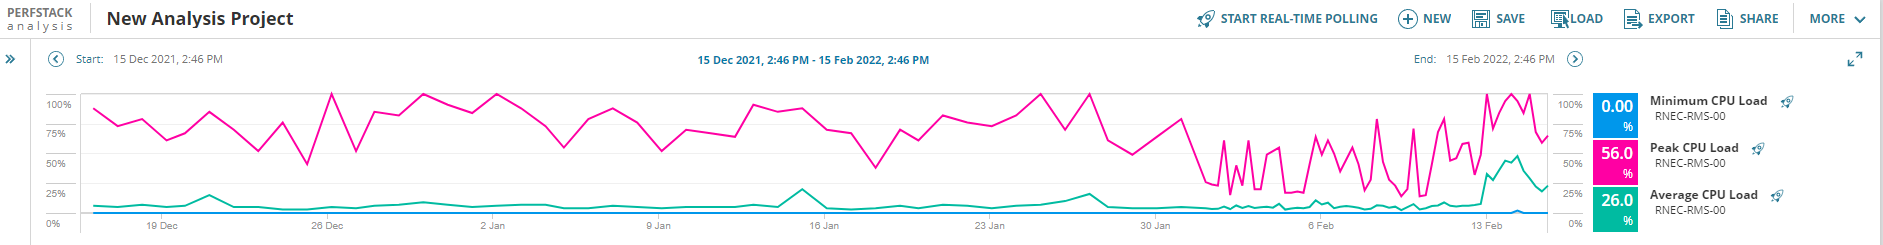 PERFSTACK
analysis
New Analysis Project
START REAL-TIME POLLING
NEW
SAVE
LOAD
EXPORT
SHARE
MORE
Start: 15 Dec 2021, 2:46 PM
15 Dec 2021, 2:46 PM - 15 Feb 2022, 2:46 PM
End: 15 Feb 2022, 2:46 PM
100%
75%
50%
25%
0%
19 Dec
26 Dec
2 Jan
9 Jan
16 Jan
23 Jan
30 Jan
6 Feb
13 Feb
100%
75%
50%
25%
0%
0.00 %
Minimum CPU Load
RNEC-RMS-00
56.0 %
Peak CPU Load
RNEC-RMS-00
26.0 %
Average CPU Load
RNEC-RMS-00